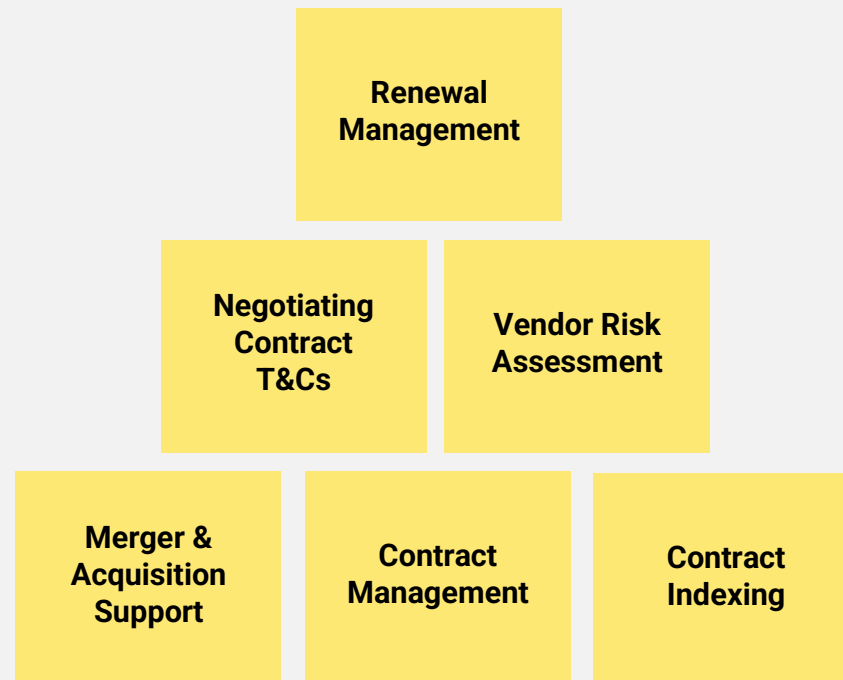 Renewal
Management
Negotiating
Contract
T&Cs
Vendor Risk
Assessment
Merger &
Acquisition
Support
Contract
Management
Contract
Indexing